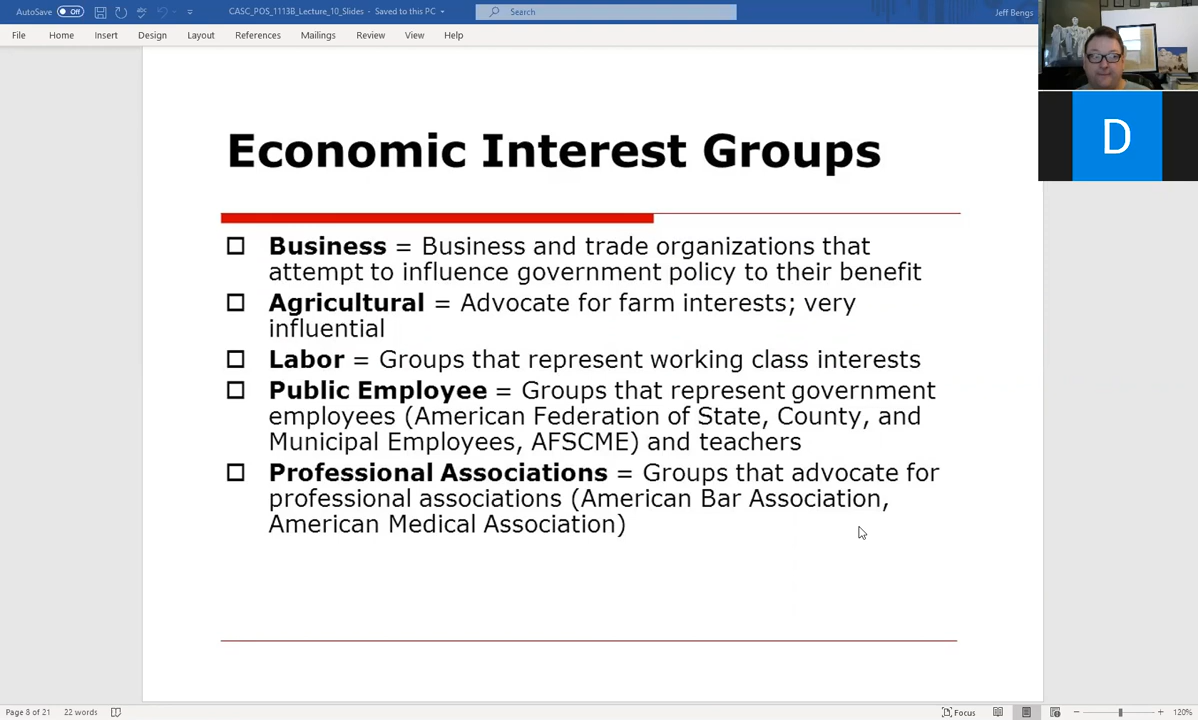 AutoSave Off CASC_POS_1113B_Lecture_10_Slides - Saved to this PC Search Jeff Bengs
File Home Insert Design Layout References Mailings Review View Help
D
Economic Interest Groups
Business = Business and trade organizations that
attempt to influence government policy to their benefit
Agricultural = Advocate for farm interests; very
influential
Labor = Groups that represent working class interests
Public Employee = Groups that represent government
employees (American Federation of State, County, and
Municipal Employees, AFSCME) and teachers
Professional Associations = Groups that advocate for
professional associations (American Bar Association,
American Medical Association)
Page 8 of 21 22 words Focus 120%